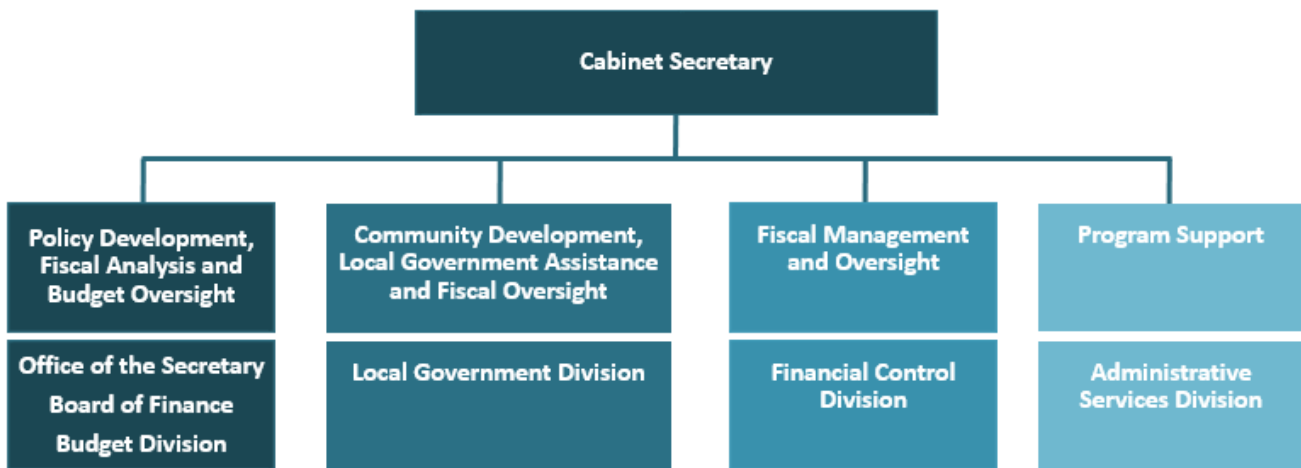 Cabinet Secretary
Policy Development,
Fiscal Analysis and
Budget Oversight
Community Development,
Local Government Assistance
and Fiscal Oversight
Fiscal Management
and Oversight
Program Support
Office of the Secretary
Board of Finance
Budget Division
Local Government Division
Financial Control
Division
Administrative
Services Division